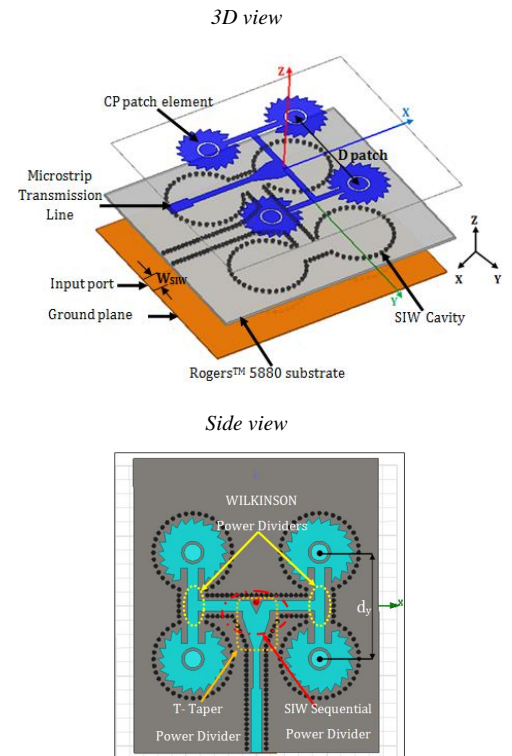 3D view
Z
CP patch element
X
D patch
Microstrip
Transmission
Line
Z
X
Y
W SIW
Input port
Y
SIW Cavity
Ground plane
Rogers™ 5880 substrate
Side view
WILKINSON
Power Dividers
dy
x
T- Taper
Power Divider
SIW Sequential
Power Divider